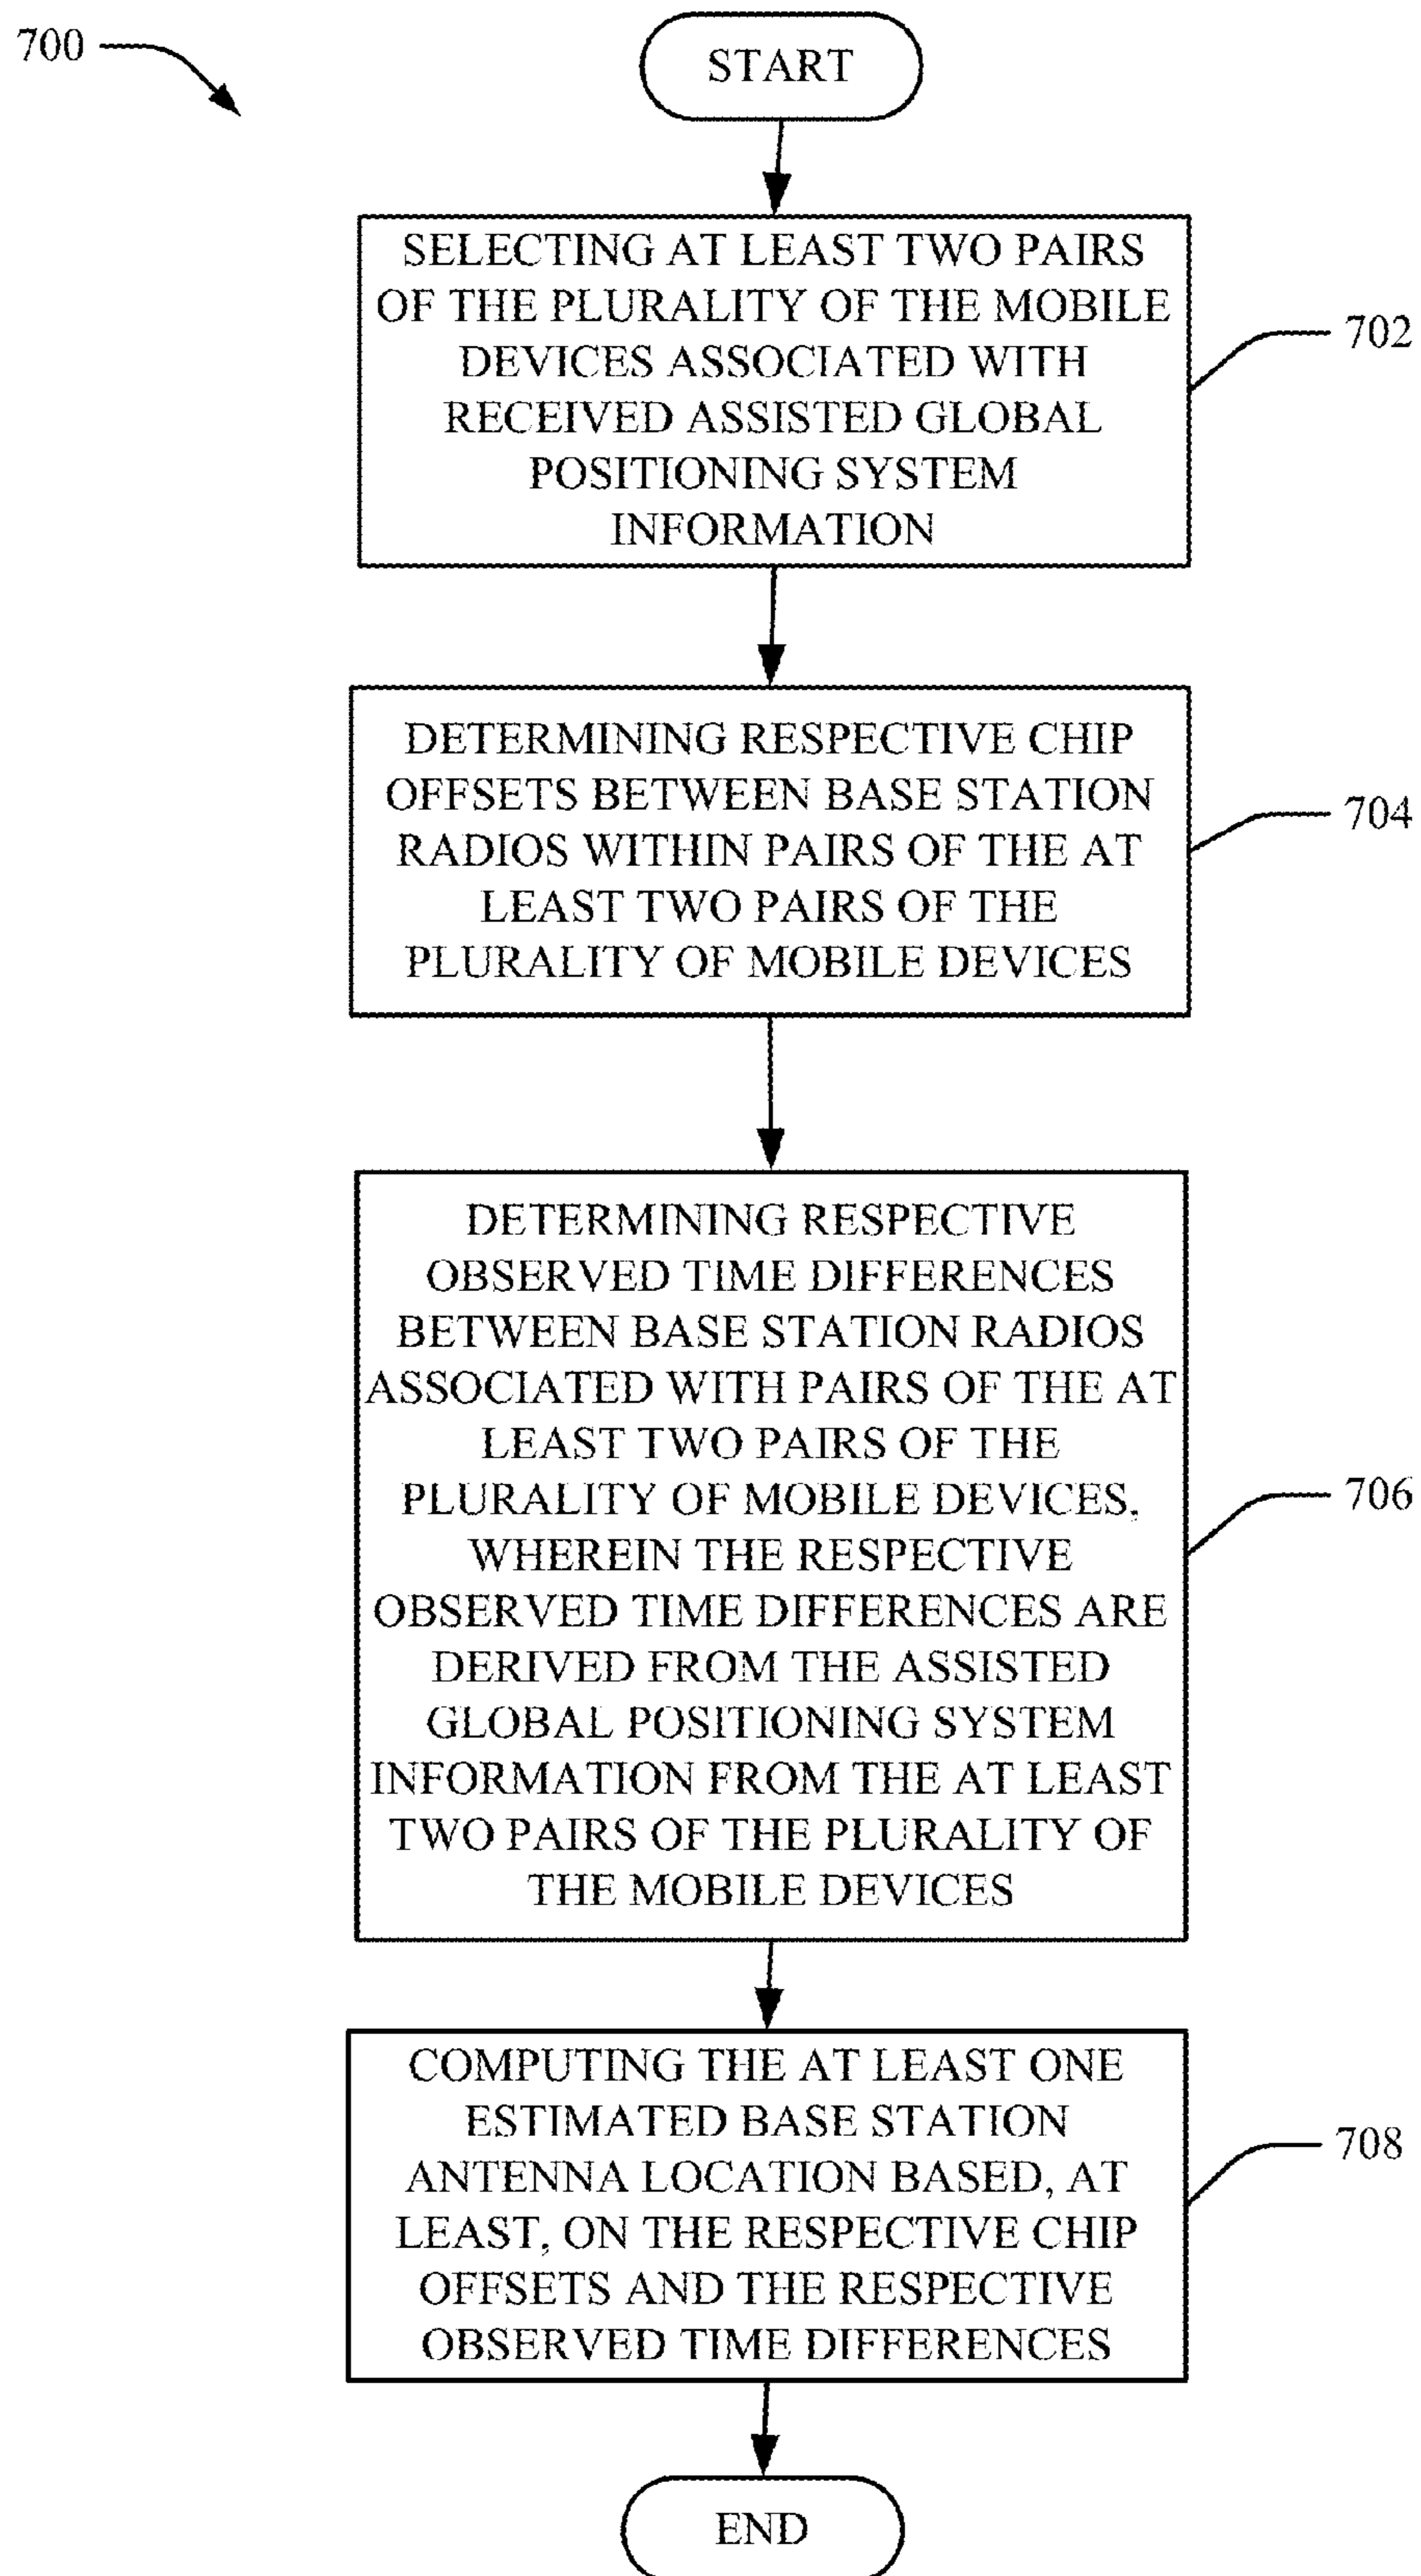 700
START
SELECTING AT LEAST TWO PAIRS
OF THE PLURALITY OF THE MOBILE
DEVICES ASSOCIATED WITH
RECEIVED ASSISTED GLOBAL
POSITIONING SYSTEM
INFORMATION
702
DETERMINING RESPECTIVE CHIP
OFFSETS BETWEEN BASE STATION
RADIOS WITHIN PAIRS OF THE AT
LEAST TWO PAIRS OF THE
PLURALITY OF MOBILE DEVICES
704
DETERMINING RESPECTIVE
OBSERVED TIME DIFFERENCES
BETWEEN BASE STATION RADIOS
ASSOCIATED WITH PAIRS OF THE AT
LEAST TWO PAIRS OF THE
PLURALITY OF MOBILE DEVICES,
WHEREIN THE RESPECTIVE
OBSERVED TIME DIFFERENCES ARE
DERIVED FROM THE ASSISTED
GLOBAL POSITIONING SYSTEM
INFORMATION FROM THE AT LEAST
TWO PAIRS OF THE PLURALITY OF
THE MOBILE DEVICES
706
COMPUTING THE AT LEAST ONE
ESTIMATED BASE STATION
ANTENNA LOCATION BASED, AT
LEAST, ON THE RESPECTIVE CHIP
OFFSETS AND THE RESPECTIVE
OBSERVED TIME DIFFERENCES
708
END